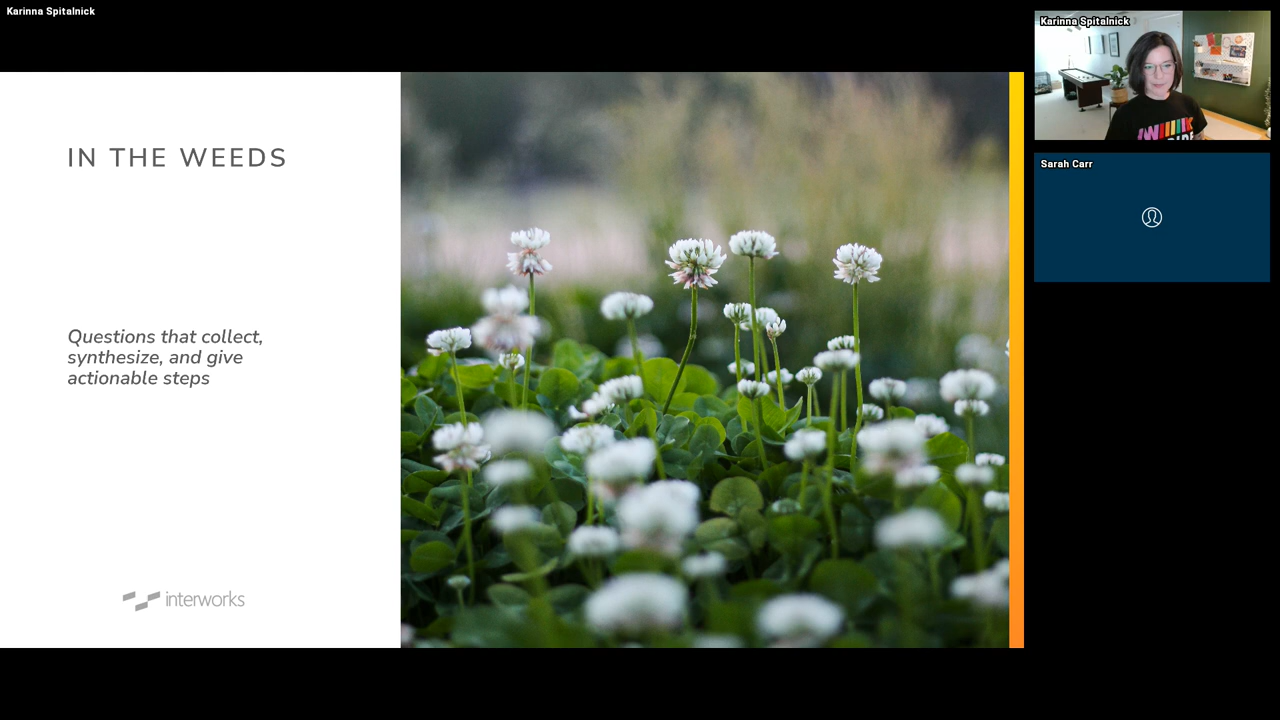 Karinna Spitalnick
IN THE WEEDS
Questions that collect,
synthesize, and give
actionable steps
interworks
Karinna Spitalnick
Sarah Carr